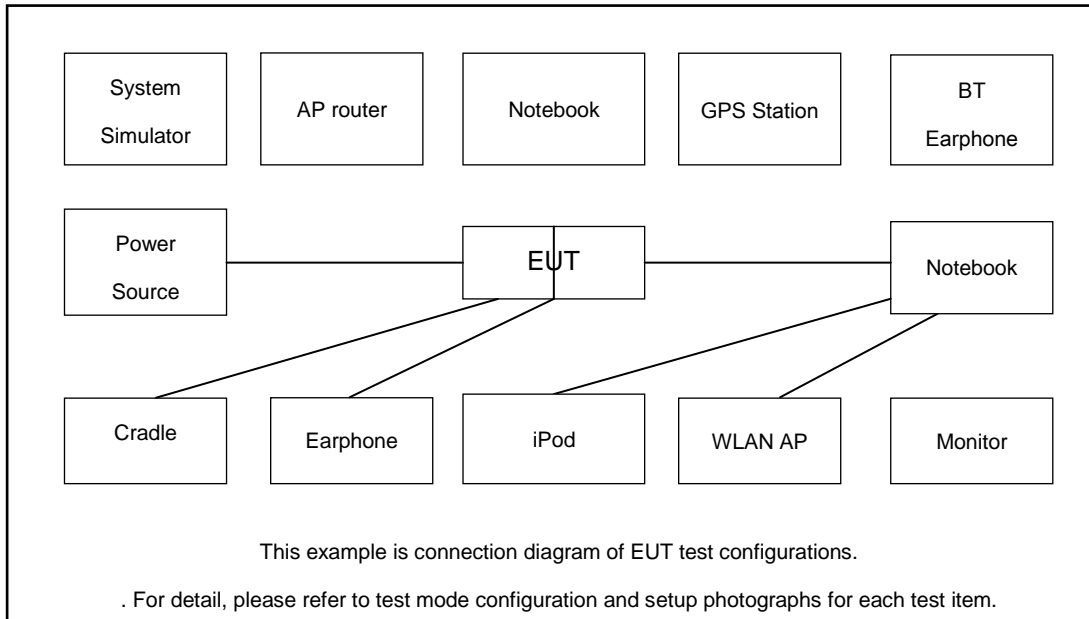 System
Simulator
AP router
Notebook
GPS Station
BT
Earphone
Power
Source
EUT
Notebook
Cradle
Earphone
iPod
WLAN AP
Monitor
This example is connection diagram of EUT test configurations.
. For detail, please refer to test mode configuration and setup photographs for each test item.